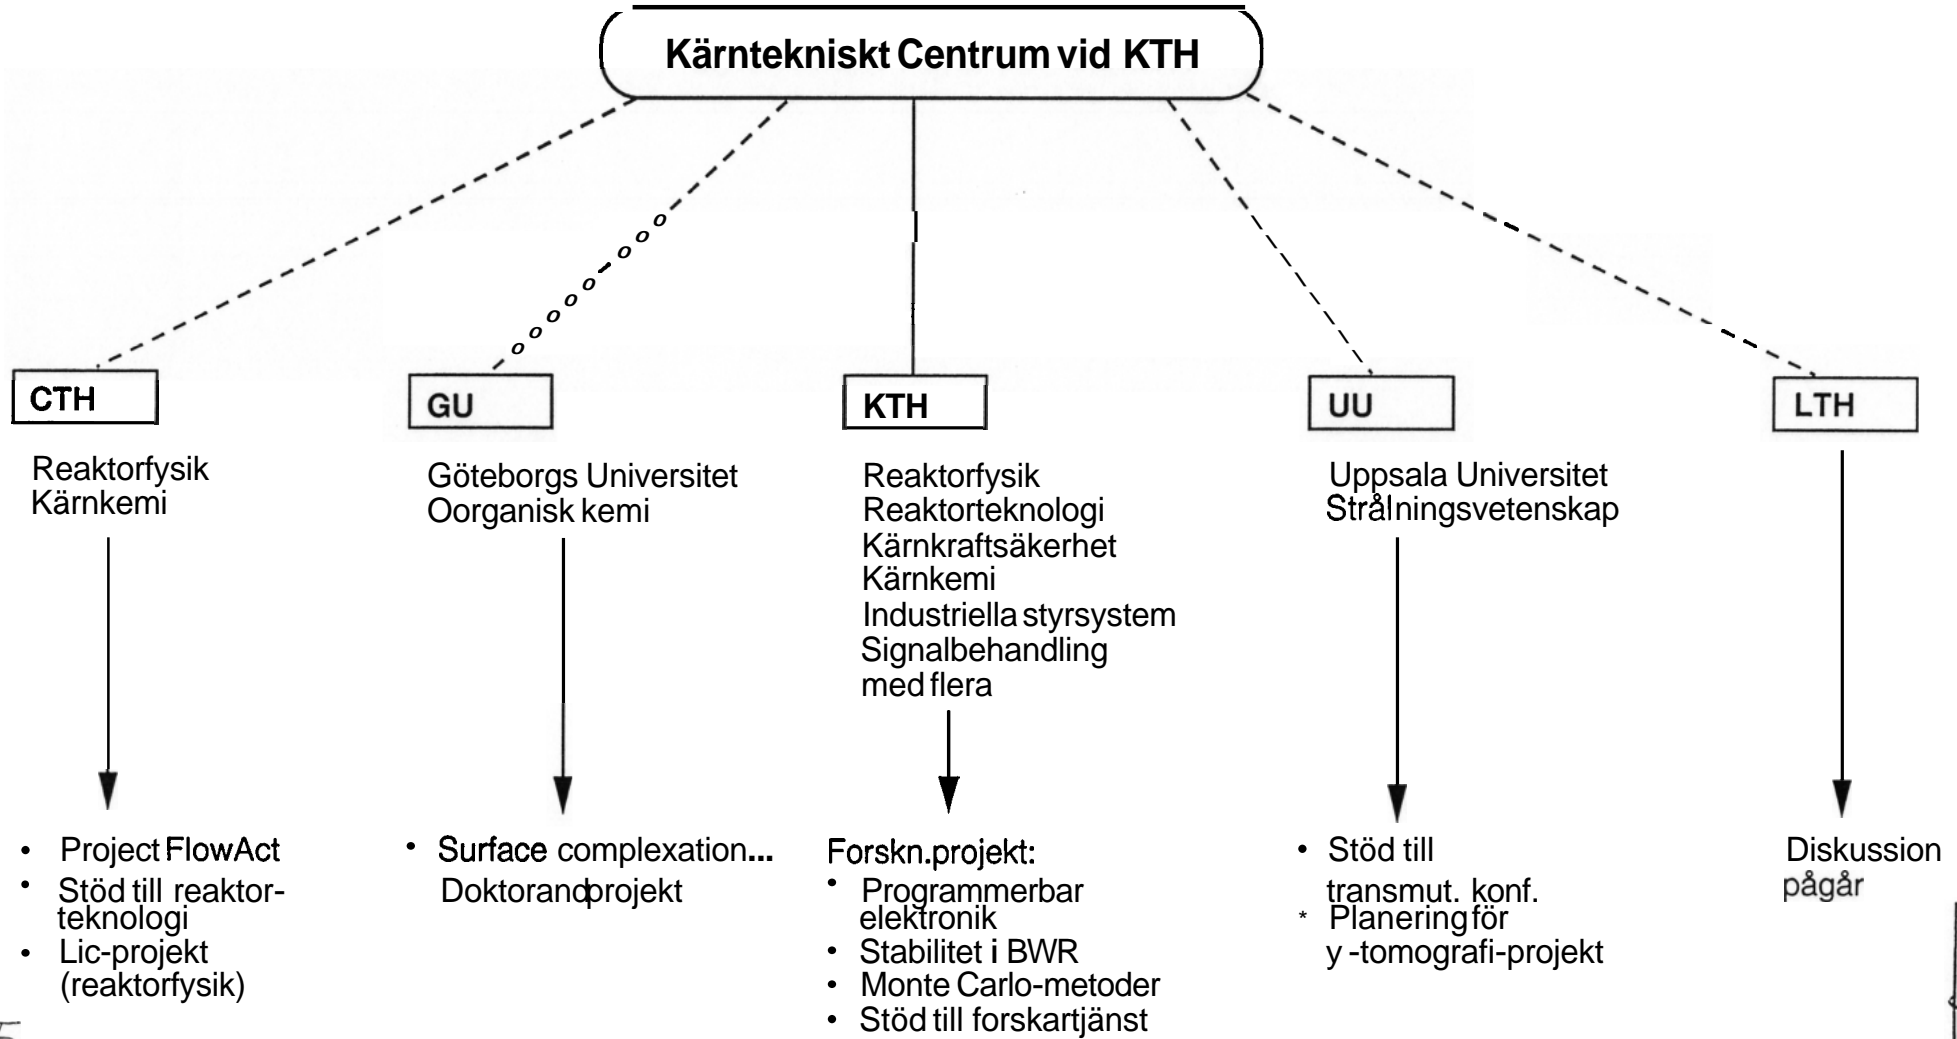 Kärntekniskt Centrum vid KTH
CTH
Reaktorfysik
Kärnkemi
• Project FlowAct
• Stöd till reaktor-
teknologi
• Lic-projekt
(reaktorfysik)
GU
Göteborgs Universitet
Oorganisk kemi
• Surface complexation...
Doktorandprojekt
KTH
Reaktorfysik
Reaktorteknologi
Kärnkraftsäkerhet
Kärnkemi
Industriella styrsystem
Signalbehandling
med flera
Forskn.projekt:
• Programmerbar
elektronik
• Stabilitet i BWR
• Monte Carlo-metoder
• Stöd till forskartjänst
UU
Uppsala Universitet
Strålningsvetenskap
• Stöd till
transmut. konf.
* Planering för
y -tomografi-projekt
LTH
Diskussion
pågår